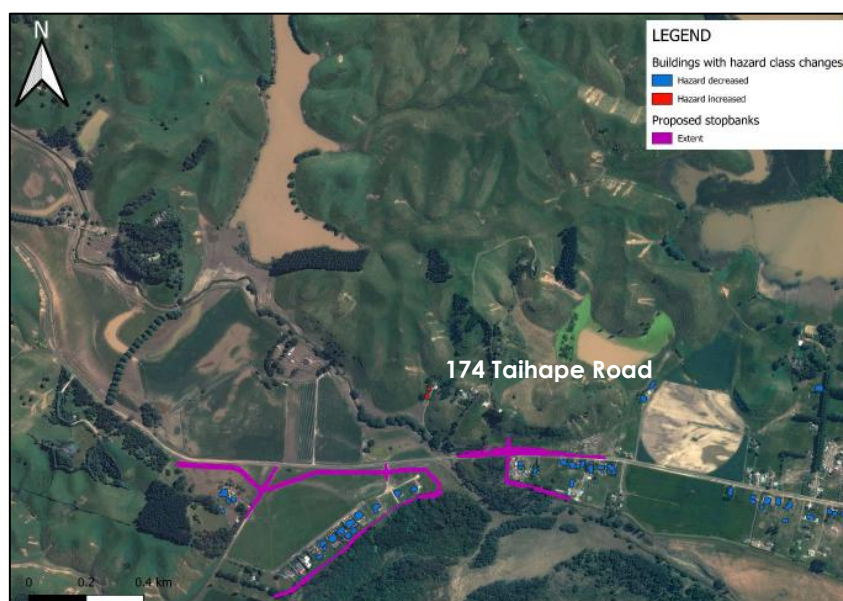 N
LEGEND
Buildings with hazard class changes
Hazard decreased
Hazard increased
Proposed stopbanks
Extent
174 Taihape Road
0 0.2 0.4 km